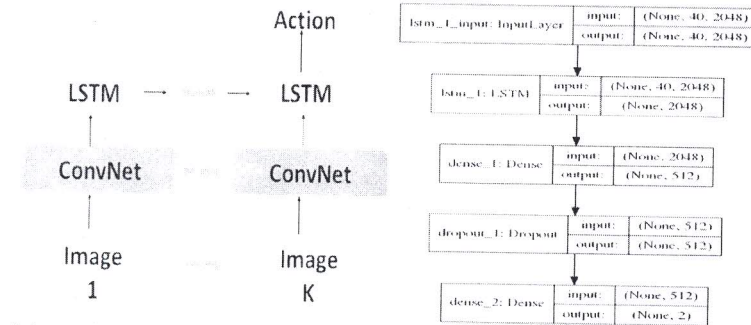 Action
LSTM
LSTM
ConvNet
ConvNet
Image
1
Image
K
lstm_1_input: InputLayer
input: (None, 40, 2048)
output: (None, 40, 2048)
lstm_1: LSTM
input: (None, 40, 2048)
output: (None, 2048)
dense_1: Dense
input: (None, 2048)
output: (None, 512)
dropout_1: Dropout
input: (None, 512)
output: (None, 512)
dense_2: Dense
input: (None, 512)
output: (None, 2)